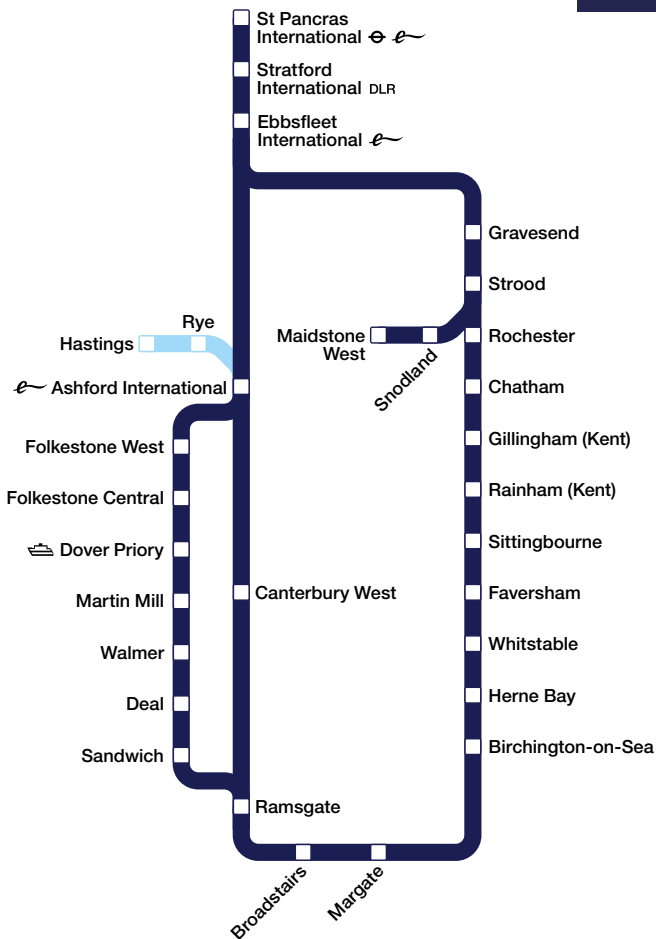 St Pancras
International
Stratford
International DLR
Ebbsfleet
International
Gravesend
Strood
Rye
Hastings
Maidstone
West
Snodland
Rochester
Ashford International
Chatham
Folkestone West
Gillingham (Kent)
Folkestone Central
Rainham (Kent)
Dover Priory
Sittingbourne
Martin Mill
Canterbury West
Faversham
Walmer
Whitstable
Deal
Herne Bay
Sandwich
Birchington-on-Sea
Ramsgate
Broadstairs
Margate